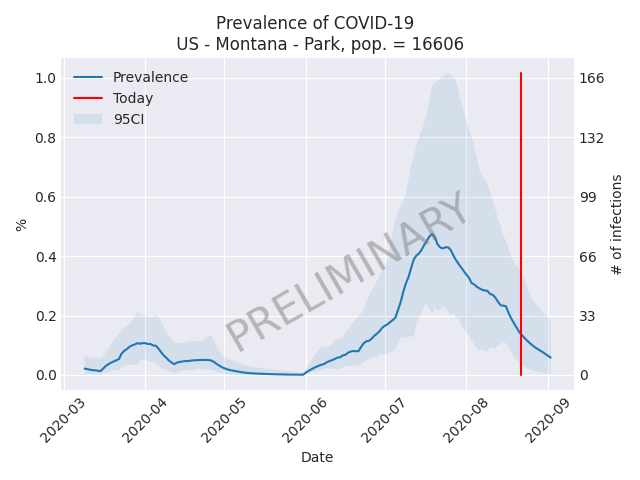 Prevalence of COVID-19
US - Montana - Park, pop. = 16606
Prevalence
Today
95CI
PRELIMINARY
1.0
0.8
0.6
0.4
0.2
0.0
%
166
132
99
66
33
0
# of infections
2020-03
2020-04
2020-05
2020-06
2020-07
2020-08
2020-09
Date